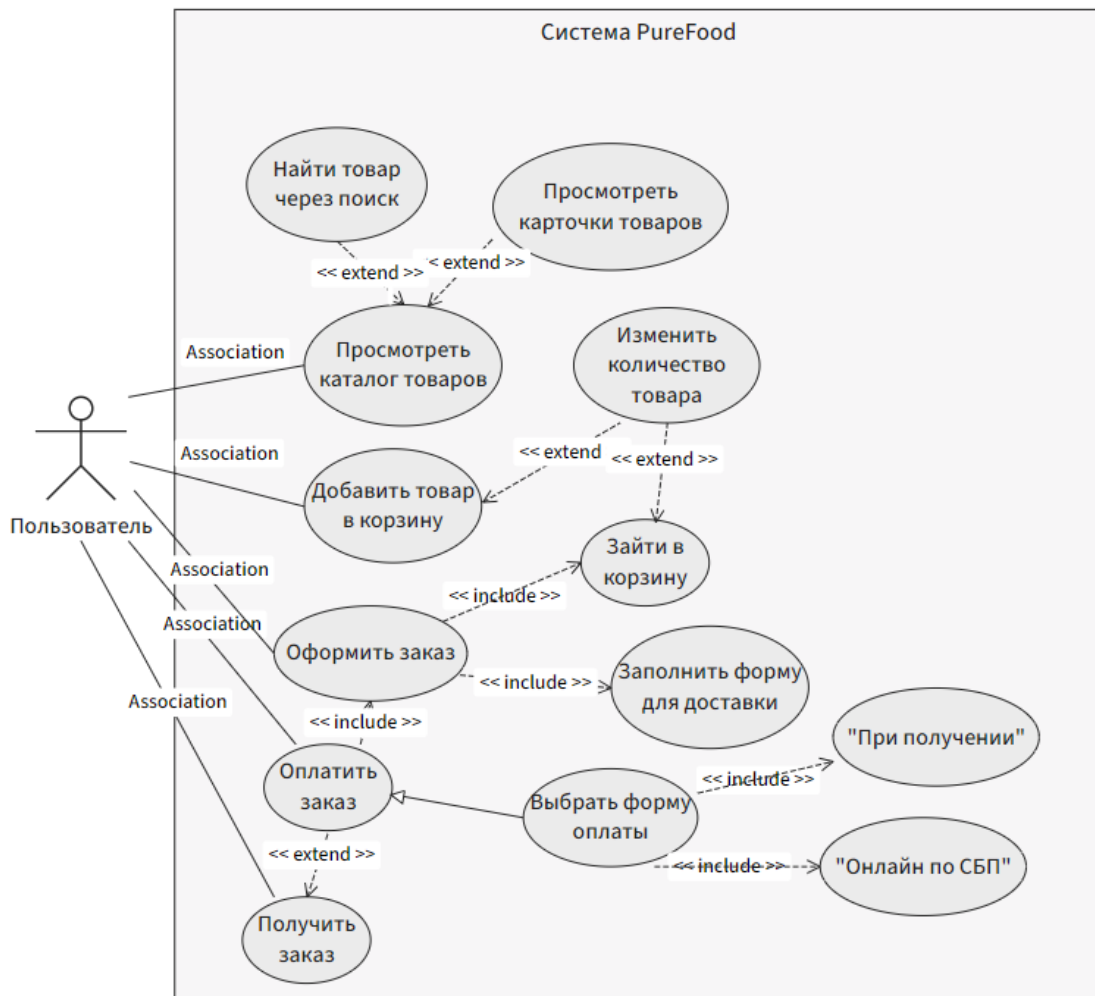 Система PureFood
Найти товар
через поиск
Просмотреть
карточки товаров
<< extend >>
<< extend >>
Просмотреть
каталог товаров
Изменить
количество
товара
Association
Association
<< extend
<< extend >>
Добавить товар
в корзину
Пользователь
Зайти в
корзину
Association
<< include >>
Association
Оформить заказ
<< include >>
Заполнить форму
для доставки
Association
<< include >>
"При получении"
Оплатить
заказ
<< include >>
Выбрать форму
оплаты
<< extend >>
<< include >>
"Онлайн по СБП"
Получить
заказ